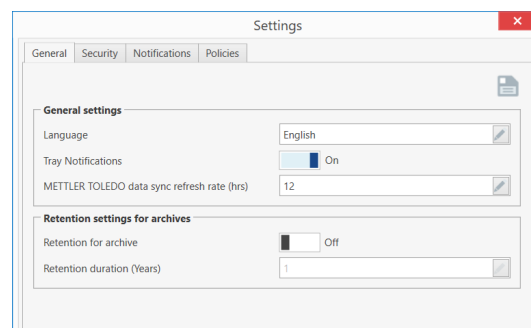 Settings
General Security Notifications Policies
General settings
Language English
Tray Notifications On
METTLER TOLEDO data sync refresh rate (hrs) 12
Retention settings for archives
Retention for archive Off
Retention duration (Years) 1